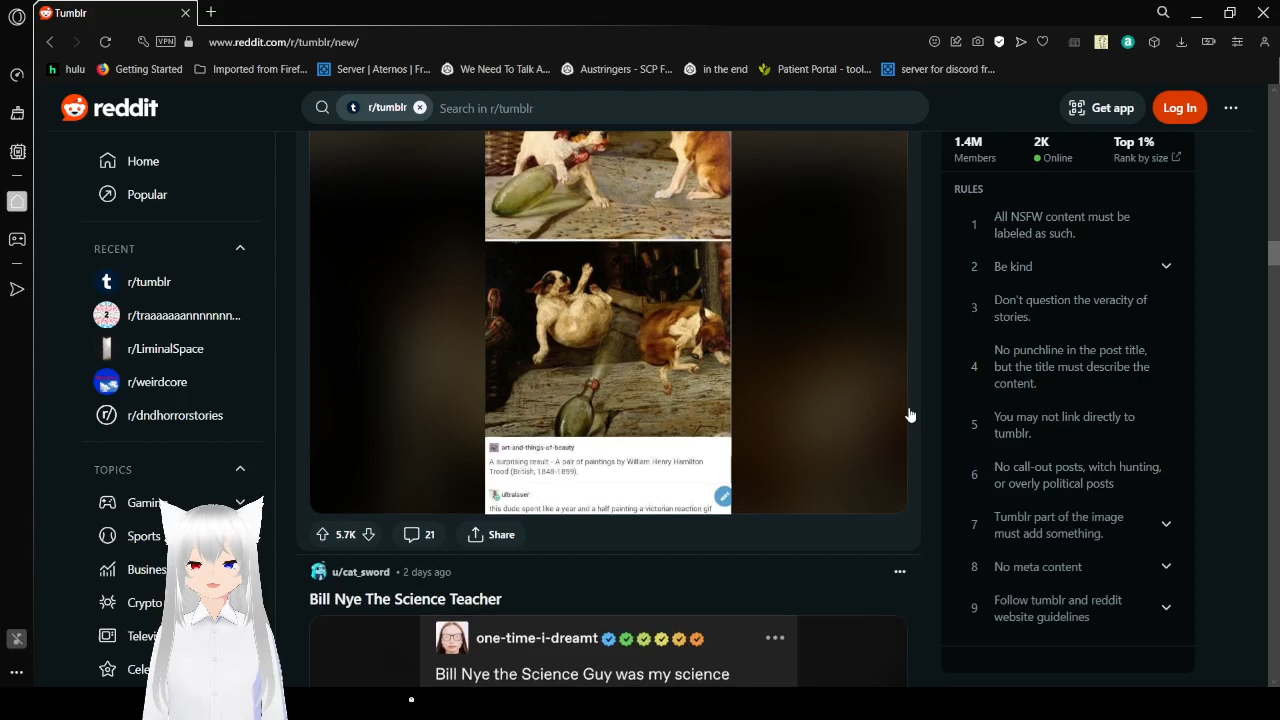 Tumblr
VPN
www.reddit.com/r/tumblr/new/
hulu
Getting Started
Imported from Firef...
Server | Aternos | Fr...
We Need To Talk A...
Austringers - SCP F...
in the end
Patient Portal - tool...
server for discord fr...
reddit
r/tumblr
Search in r/tumblr
Get app
Log In
Home
Popular
RECENT
r/tumblr
r/traaaaaaannnnnnn...
r/LiminalSpace
r/weirdcore
r/dndhorrorstories
TOPICS
Gaming
Sports
Busines
Crypto
Televi
Cele
art-and-things-of-beauty
A surprising result - A pair of paintings by William Henry Hamilton
Trood (British, 1848-1899).
ultralaser
this dude spent like a year and a half painting a victorian reaction gif
5.7K
21
Share
u/cat_sword • 2 days ago
Bill Nye The Science Teacher
one-time-i-dreamt
Bill Nye the Science Guy was my science
1.4M
Members
2K
Online
Top 1%
Rank by size
RULES
1
All NSFW content must be
labeled as such.
2
Be kind
3
Don't question the veracity of
stories.
4
No punchline in the post title,
but the title must describe the
content.
5
You may not link directly to
tumblr.
6
No call-out posts, witch hunting,
or overly political posts
7
Tumblr part of the image
must add something.
8
No meta content
9
Follow tumblr and reddit
website guidelines